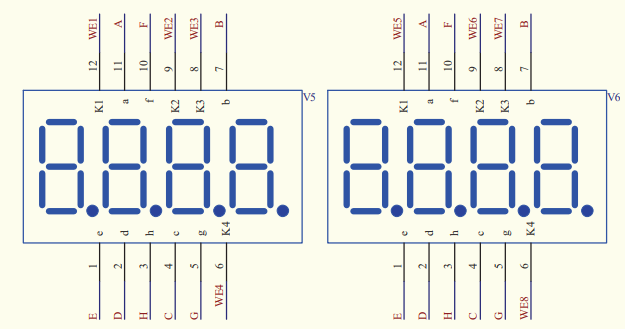 WE1 A F WE2 WE3 B
12 11 10 9 8 7
K1 a f K2 K3 b
V5
e d h c g K4
1 2 3 4 5 6
E D H C G WE4
WE5 A F WE6 WE7 B
12 11 10 9 8 7
K1 a f K2 K3 b
V6
e d h c g K4
1 2 3 4 5 6
E D H C G WE8